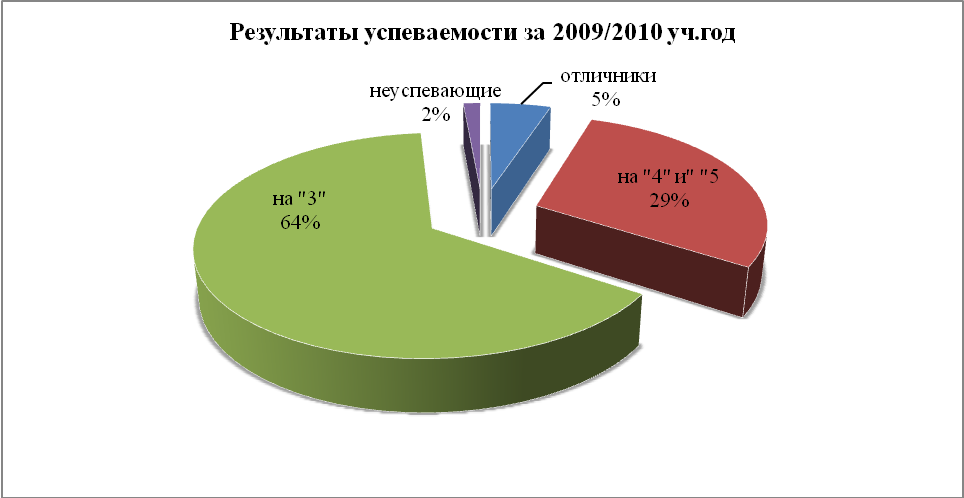 Результаты успеваемости за 2009/2010 уч.год
неуспевающие
2%
отличники
5%
на "4" и" "5
29%
на "3"
64%